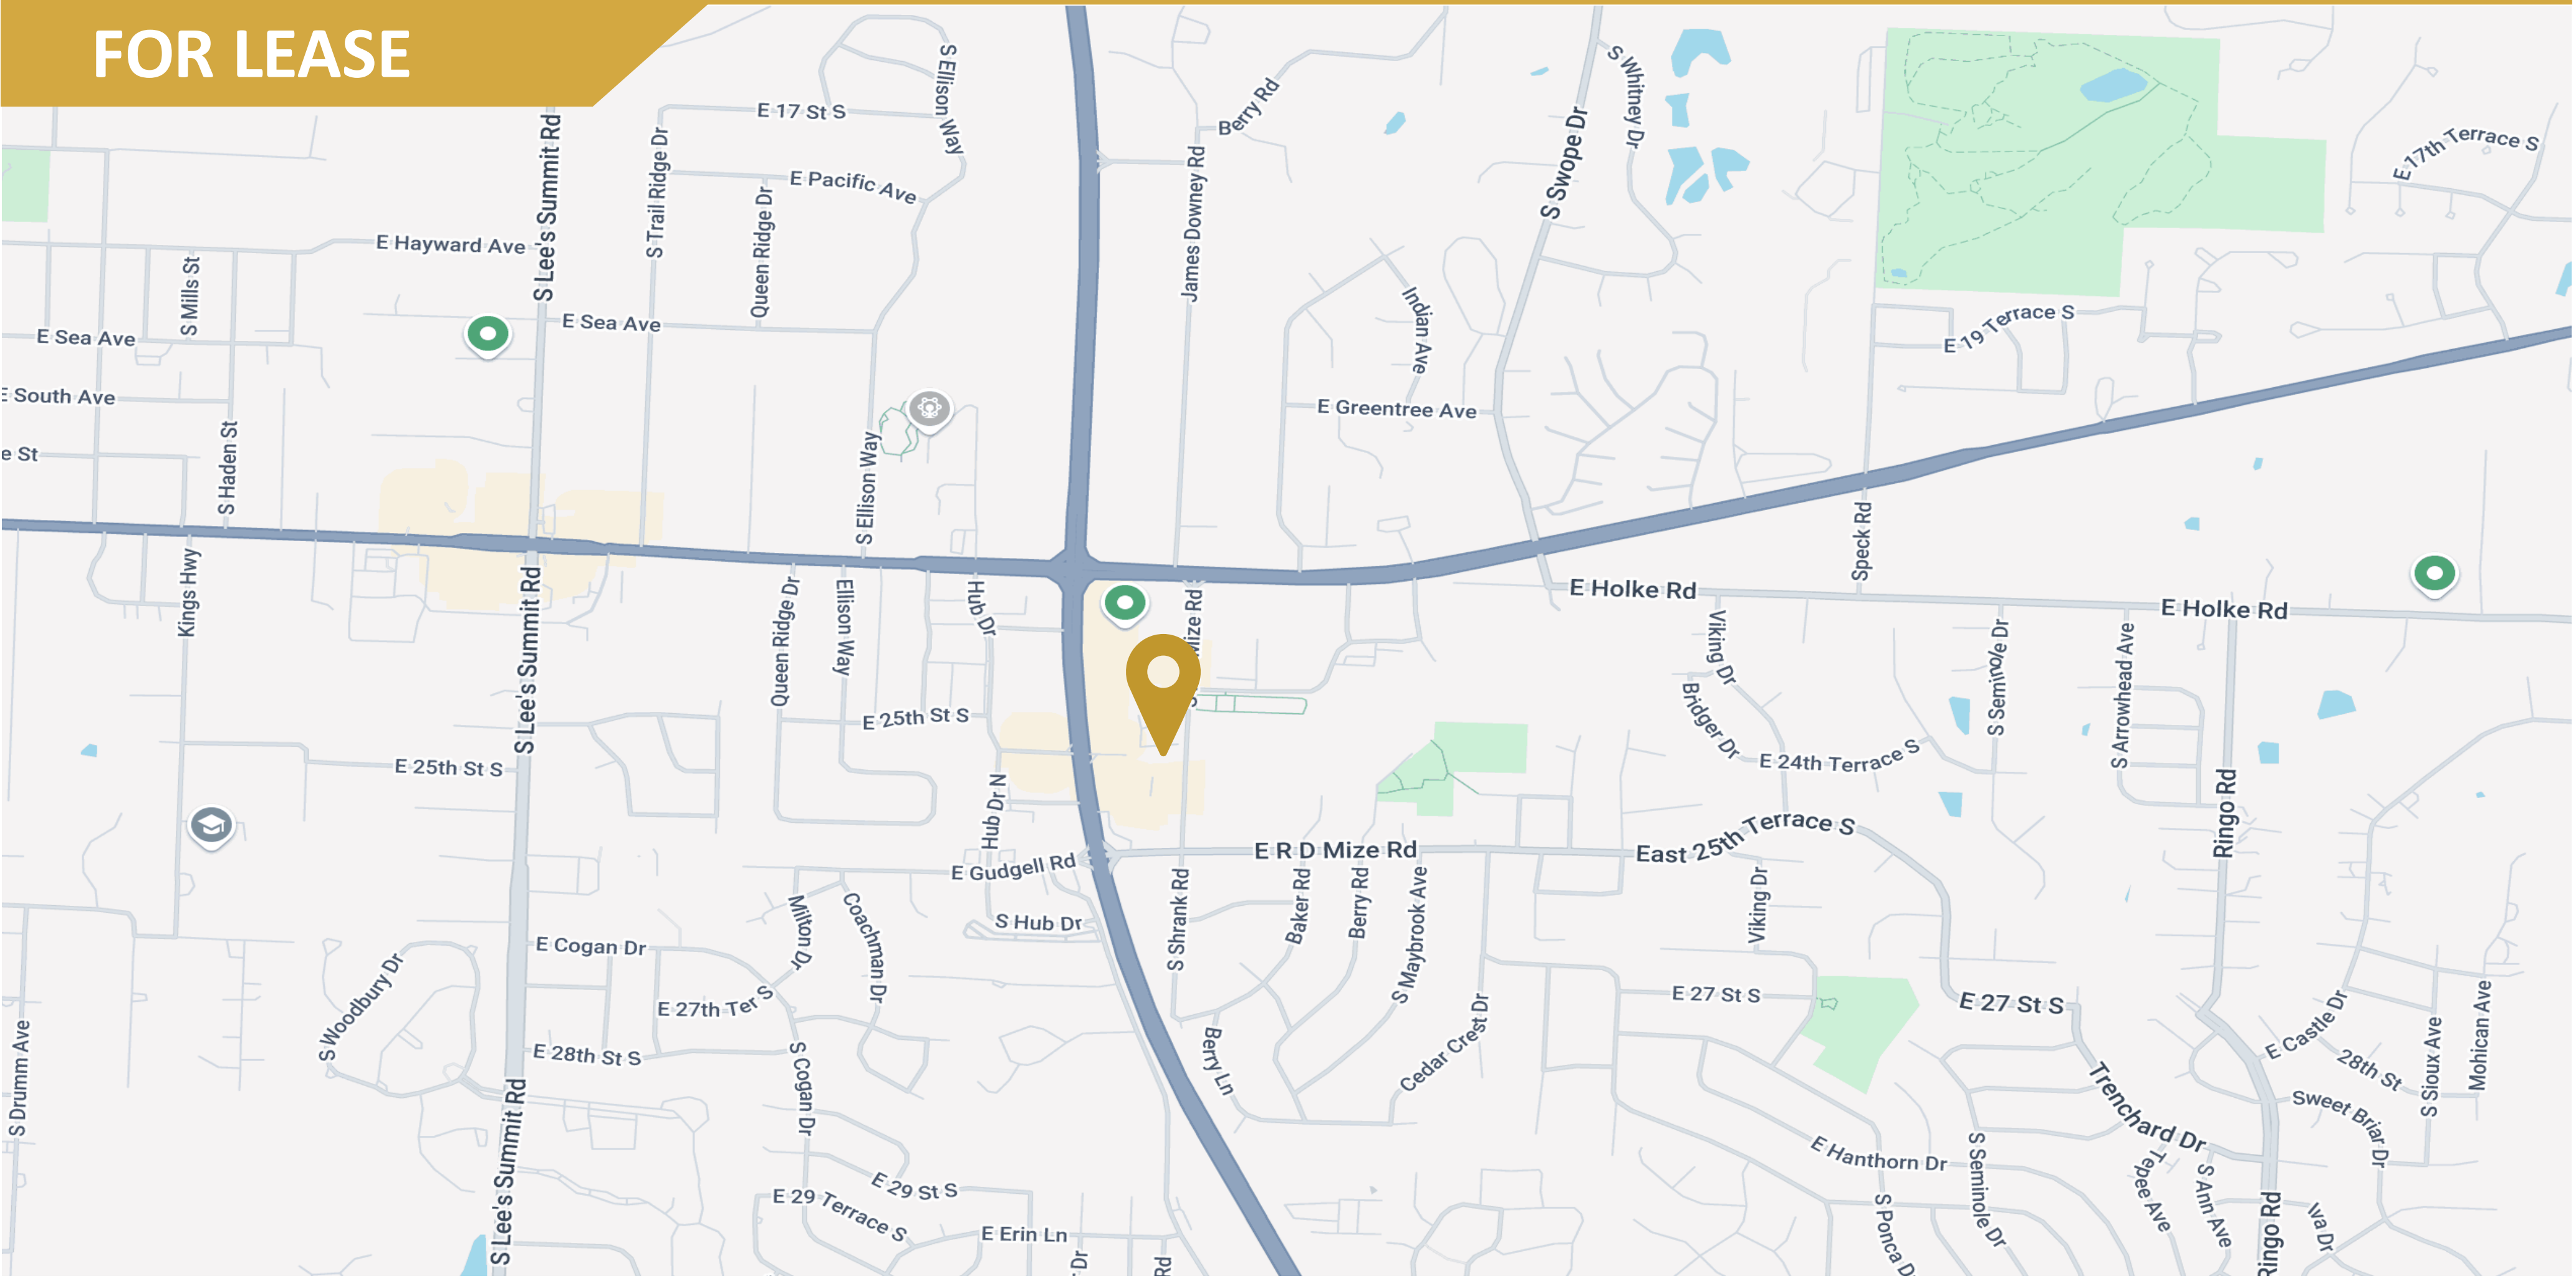 FOR LEASE
S Ellison Way
E 17 St S
Berry Rd
S Whitney Dr
S Swope Dr
E 17th Terrace S
S Lee's Summit Rd
S Trail Ridge Dr
E Pacific Ave
Queen Ridge Dr
James Downey Rd
E Hayward Ave
S Mills St
E Sea Ave
E Sea Ave
Indian Ave
E 19 Terrace S
E South Ave
E Greentree Ave
e St
S Haden St
S Ellison Way
Speck Rd
Kings Hwy
S Lee's Summit Rd
Queen Ridge Dr
Ellison Way
Hub Dr
Mize Rd
E Holke Rd
E Holke Rd
Viking Dr
Bridger Dr
S Seminole Dr
S Arrowhead Ave
E 25th St S
E 25th St S
E 24th Terrace S
Hub Dr N
Ringo Rd
E Gudgell Rd
E R D Mize Rd
East 25th Terrace S
Milton Dr
Coachman Dr
S Hub Dr
S Shrank Rd
Baker Rd
Berry Rd
S Maybrook Ave
Viking Dr
E Cogan Dr
S Woodbury Dr
E 27th Ter S
E 27 St S
E 27 St S
E Castle Dr
Mohican Ave
S Drumm Ave
E 28th St S
S Cogan Dr
Berry Ln
Cedar Crest Dr
28th St
S Sioux Ave
Trenchard Dr
Sweet Briar Dr
S Lee's Summit Rd
E Hanthorn Dr
S Seminole Dr
Tepee Ave
S Ann Ave
E 29 St S
E 29 Terrace S
E Erin Ln
S Ponca D
Ringo Rd
wa Dr
Dr
Rd